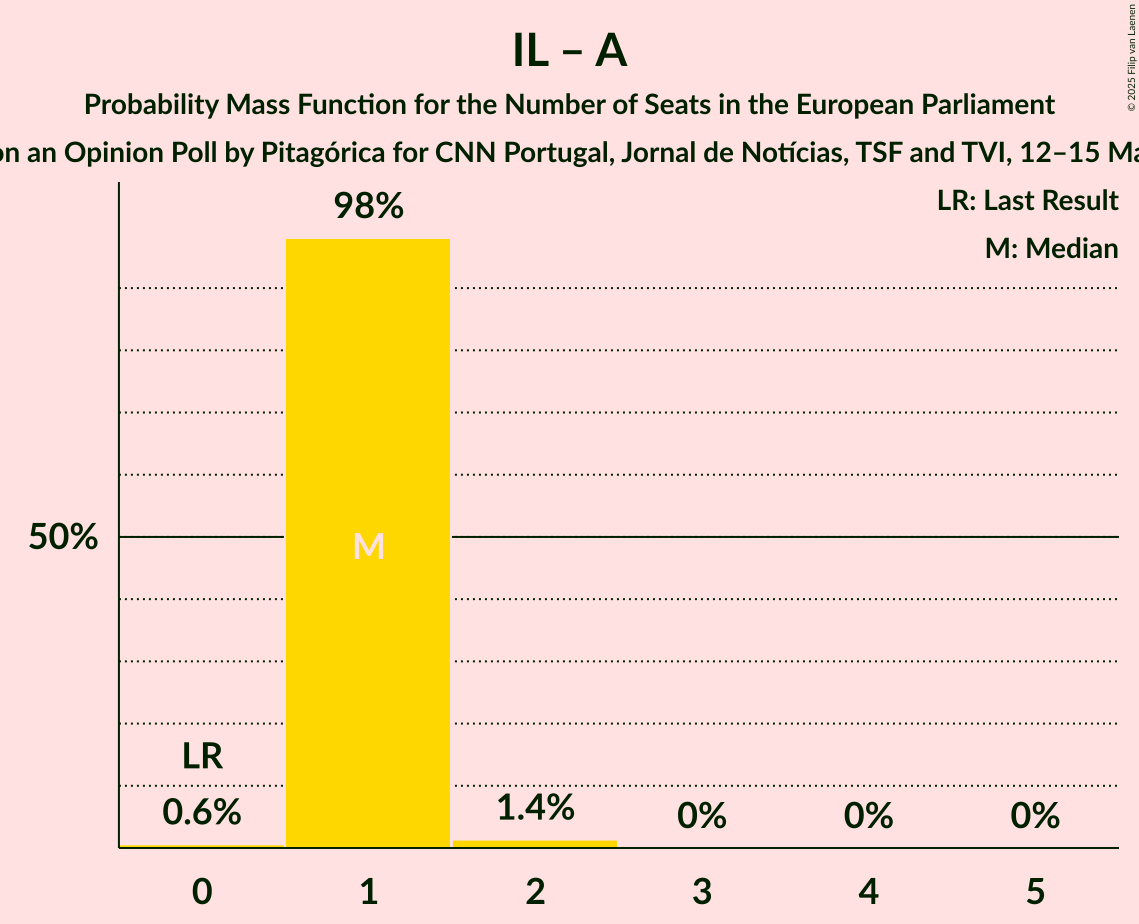 IL – A
Probability Mass Function for the Number of Seats in the European Parliament
on an Opinion Poll by Pitagórica for CNN Portugal, Jornal de Notícias, TSF and TVI, 12–15
LR: Last Result
M: Median
98%
50%
M
LR
0.6%
1.4%
0%
0%
0%
0
1
2
3
4
5
© 2025 Filip van Laenen